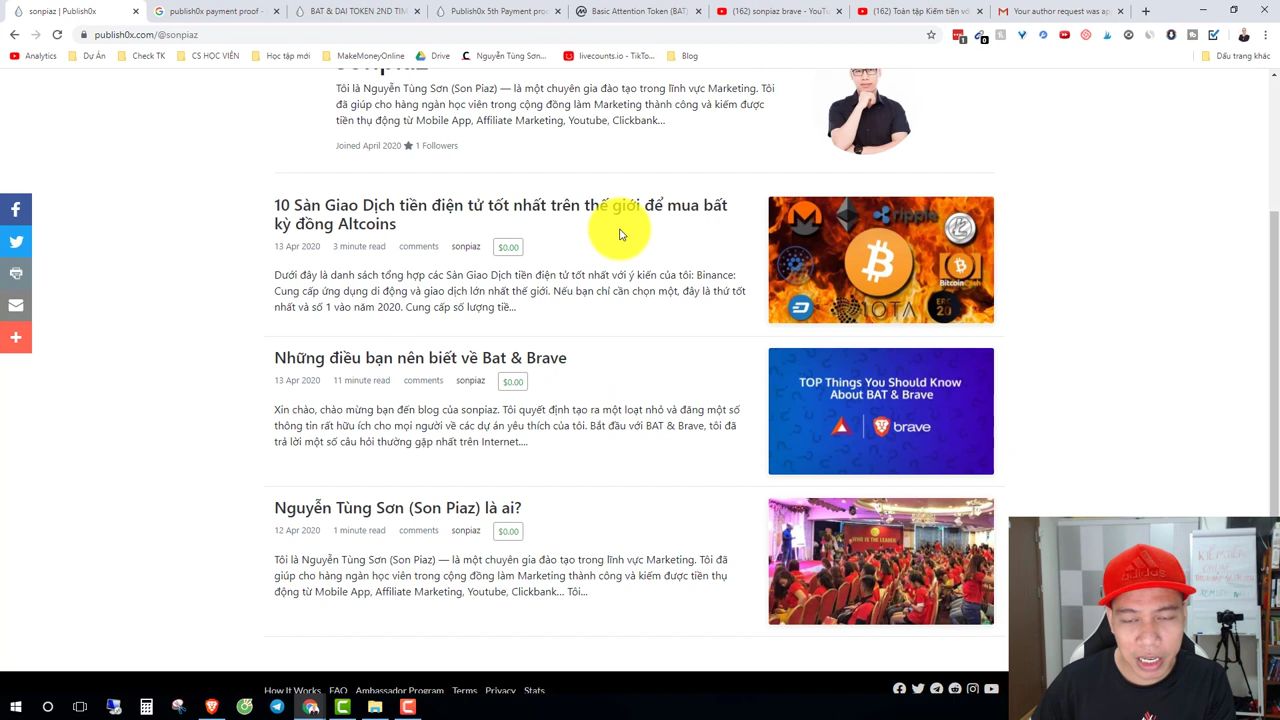 sonpiaz | Publish0x
publish0x payment proof -
BAT & DAI TOKEN 2ND TIM
Publish0x 5th Payment proo
Basic Attention Token (BAT)
(162) sonpiaz brave - YouTu
(162) Toàn tập Kiếm tiền vớ
Your author request was ap
publish0x.com/@sonpiaz
Analytics
Dự Án
Check TK
CS HỌC VIÊN
Học tập mới
MakeMoneyOnline
Drive
Nguyễn Tùng Sơn...
livecounts.io - TikTo...
Blog
Dấu trang khác
sonpiaz
Tôi là Nguyễn Tùng Sơn (Son Piaz) — là một chuyên gia đào tạo trong lĩnh vực Marketing. Tôi
đã giúp cho hàng ngàn học viên trong cộng đồng làm Marketing thành công và kiếm được
tiền thụ động từ Mobile App, Affiliate Marketing, Youtube, Clickbank...
Joined April 2020 ★ 1 Followers
10 Sàn Giao Dịch tiền điện tử tốt nhất trên thế giới để mua bất
kỳ đồng Altcoins
13 Apr 2020 3 minute read comments sonpiaz $0.00
Dưới đây là danh sách tổng hợp các Sàn Giao Dịch tiền điện tử tốt nhất với ý kiến của tôi: Binance:
Cung cấp ứng dụng di động và giao dịch lớn nhất thế giới. Nếu bạn chỉ cần chọn một, đây là thứ tốt
nhất và số 1 vào năm 2020. Cung cấp số lượng tiề...
ripple
BitcoinCash
IOTA
ERC
20
Những điều bạn nên biết về Bat & Brave
13 Apr 2020 11 minute read comments sonpiaz $0.00
Xin chào, chào mừng bạn đến blog của sonpiaz. Tôi quyết định tạo ra một loạt nhỏ và đăng một số
thông tin rất hữu ích cho mọi người về các dự án yêu thích của tôi. Bắt đầu với BAT & Brave, tôi đã
trả lời một số câu hỏi thường gặp nhất trên Internet....
TOP Things You Should Know
About BAT & Brave
brave
Nguyễn Tùng Sơn (Son Piaz) là ai?
12 Apr 2020 1 minute read comments sonpiaz $0.00
Tôi là Nguyễn Tùng Sơn (Son Piaz) — là một chuyên gia đào tạo trong lĩnh vực Marketing. Tôi đã
giúp cho hàng ngàn học viên trong cộng đồng làm Marketing thành công và kiếm được tiền thụ
động từ Mobile App, Affiliate Marketing, Youtube, Clickbank... Tôi...
How It Works FAQ Ambassador Program Terms Privacy Stats
adidas